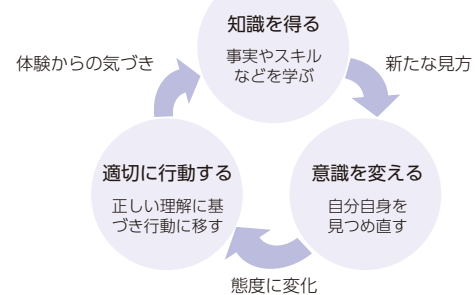 知識を得る
事実やスキル
などを学ぶ
体験からの気づき
新たな見方
適切に行動する
正しい理解に基
づき行動に移す
意識を変える
自分自身を
見つめ直す
態度に変化